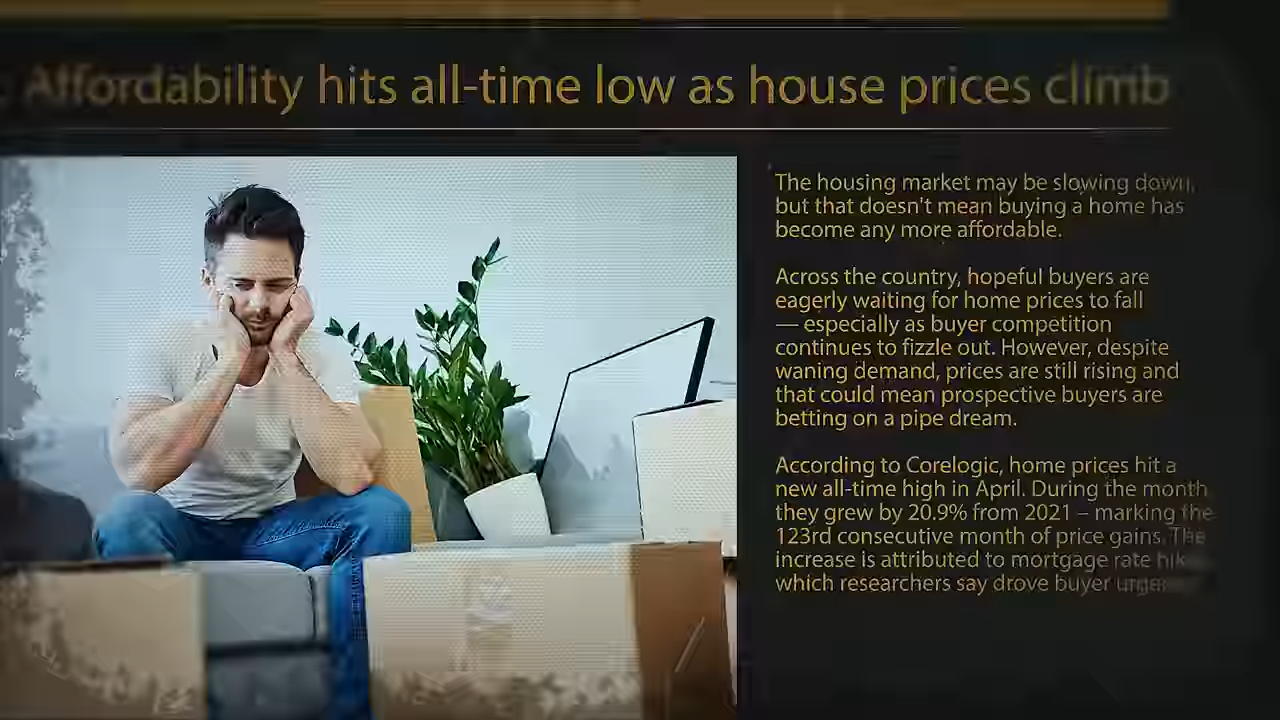 Affordability hits all-time low as house prices climb
The housing market may be slowing down,
but that doesn't mean buying a home has
become any more affordable.
Across the country, hopeful buyers are
eagerly waiting for home prices to fall
— especially as buyer competition
continues to fizzle out. However, despite
waning demand, prices are still rising and
that could mean prospective buyers are
betting on a pipe dream.
According to Corelogic, home prices hit a
new all-time high in April. During the month
they grew by 20.9% from 2021 – marking the
123rd consecutive month of price gains. The
increase is attributed to mortgage rate
which researchers say drove buyer